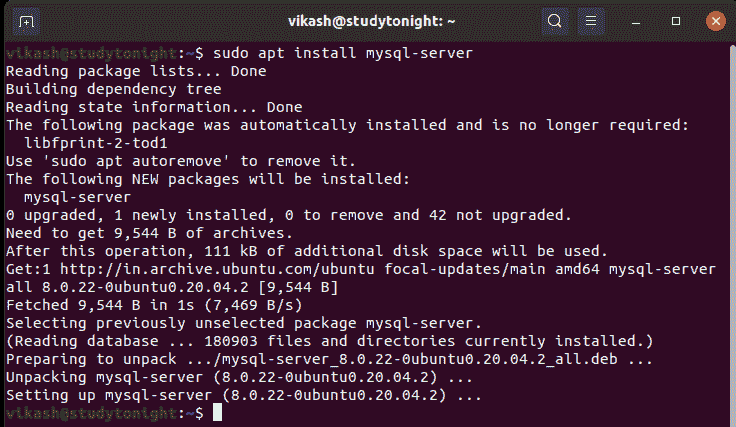 vikash@studytonight: ~
vikash@studytonight:~$ sudo apt install mysql-server
Reading package lists... Done
Building dependency tree
Reading state information... Done
The following package was automatically installed and is no longer required:
  libfprint-2-tod1
Use 'sudo apt autoremove' to remove it.
The following NEW packages will be installed:
  mysql-server
0 upgraded, 1 newly installed, 0 to remove and 42 not upgraded.
Need to get 9,544 B of archives.
After this operation, 111 kB of additional disk space will be used.
Get:1 http://in.archive.ubuntu.com/ubuntu focal-updates/main amd64 mysql-server
all 8.0.22-0ubuntu0.20.04.2 [9,544 B]
Fetched 9,544 B in 1s (7,469 B/s)
Selecting previously unselected package mysql-server.
(Reading database ... 180903 files and directories currently installed.)
Preparing to unpack .../mysql-server_8.0.22-0ubuntu0.20.04.2_all.deb ...
Unpacking mysql-server (8.0.22-0ubuntu0.20.04.2) ...
Setting up mysql-server (8.0.22-0ubuntu0.20.04.2) ...
vikash@studytonight:~$